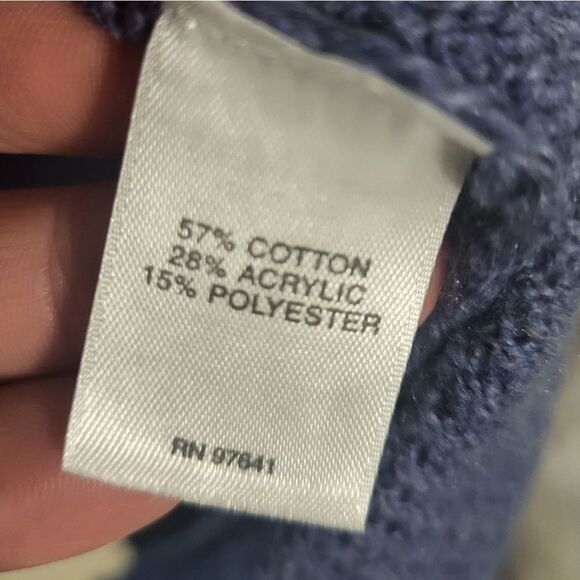 57% COTTON
28% ACRYLIC
15% POLYESTER
RN 97641